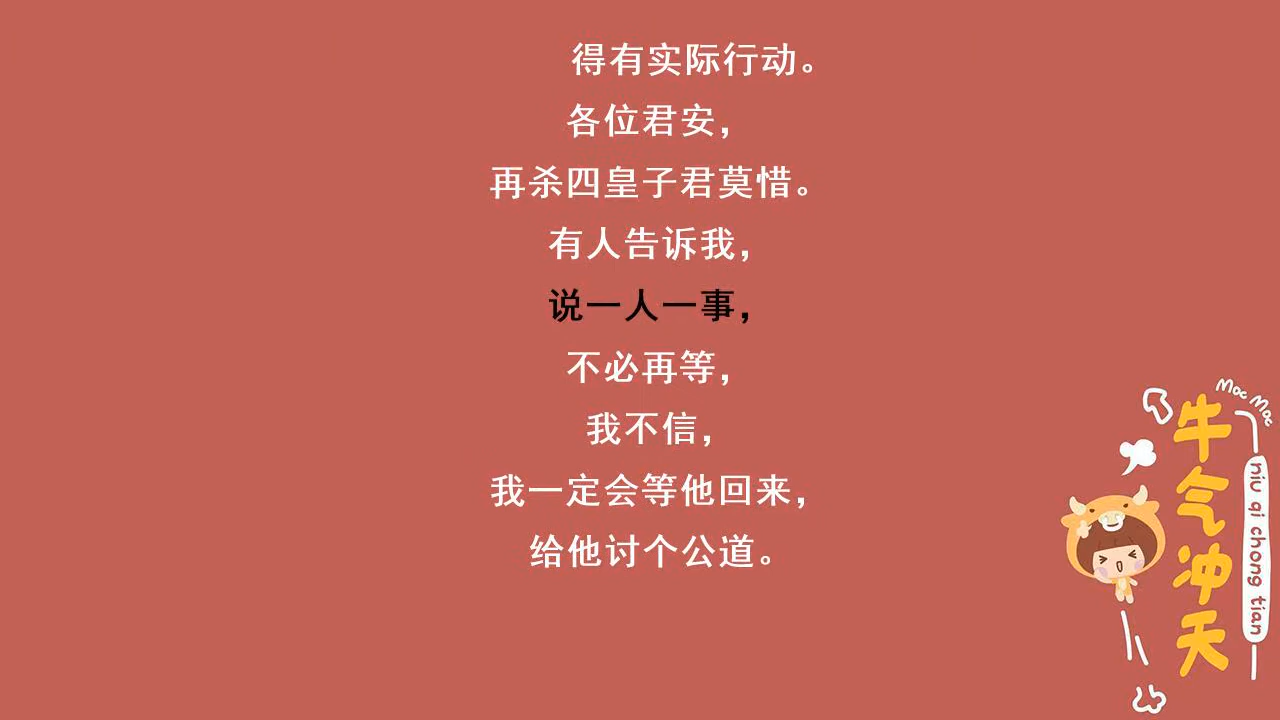 得有实际行动。
各位君安，
再杀四皇子君莫惜。
有人告诉我，
说一人一事，
不必再等，
我不信，
我一定会等他回来，
给他讨个公道。
Moc Moc
牛气冲天
niu qi chong tian